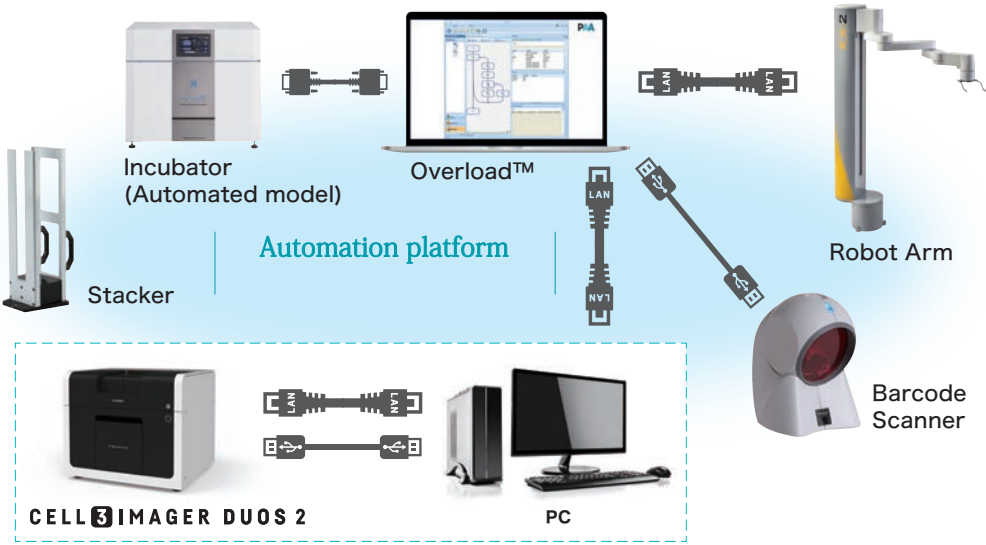 PAA
Incubator
(Automated model)
Overload™
LAN
LAN
LAN
LAN
Robot Arm
Automation platform
Stacker
Barcode
Scanner
LAN
LAN
CELL3IMAGER DUOS 2
PC